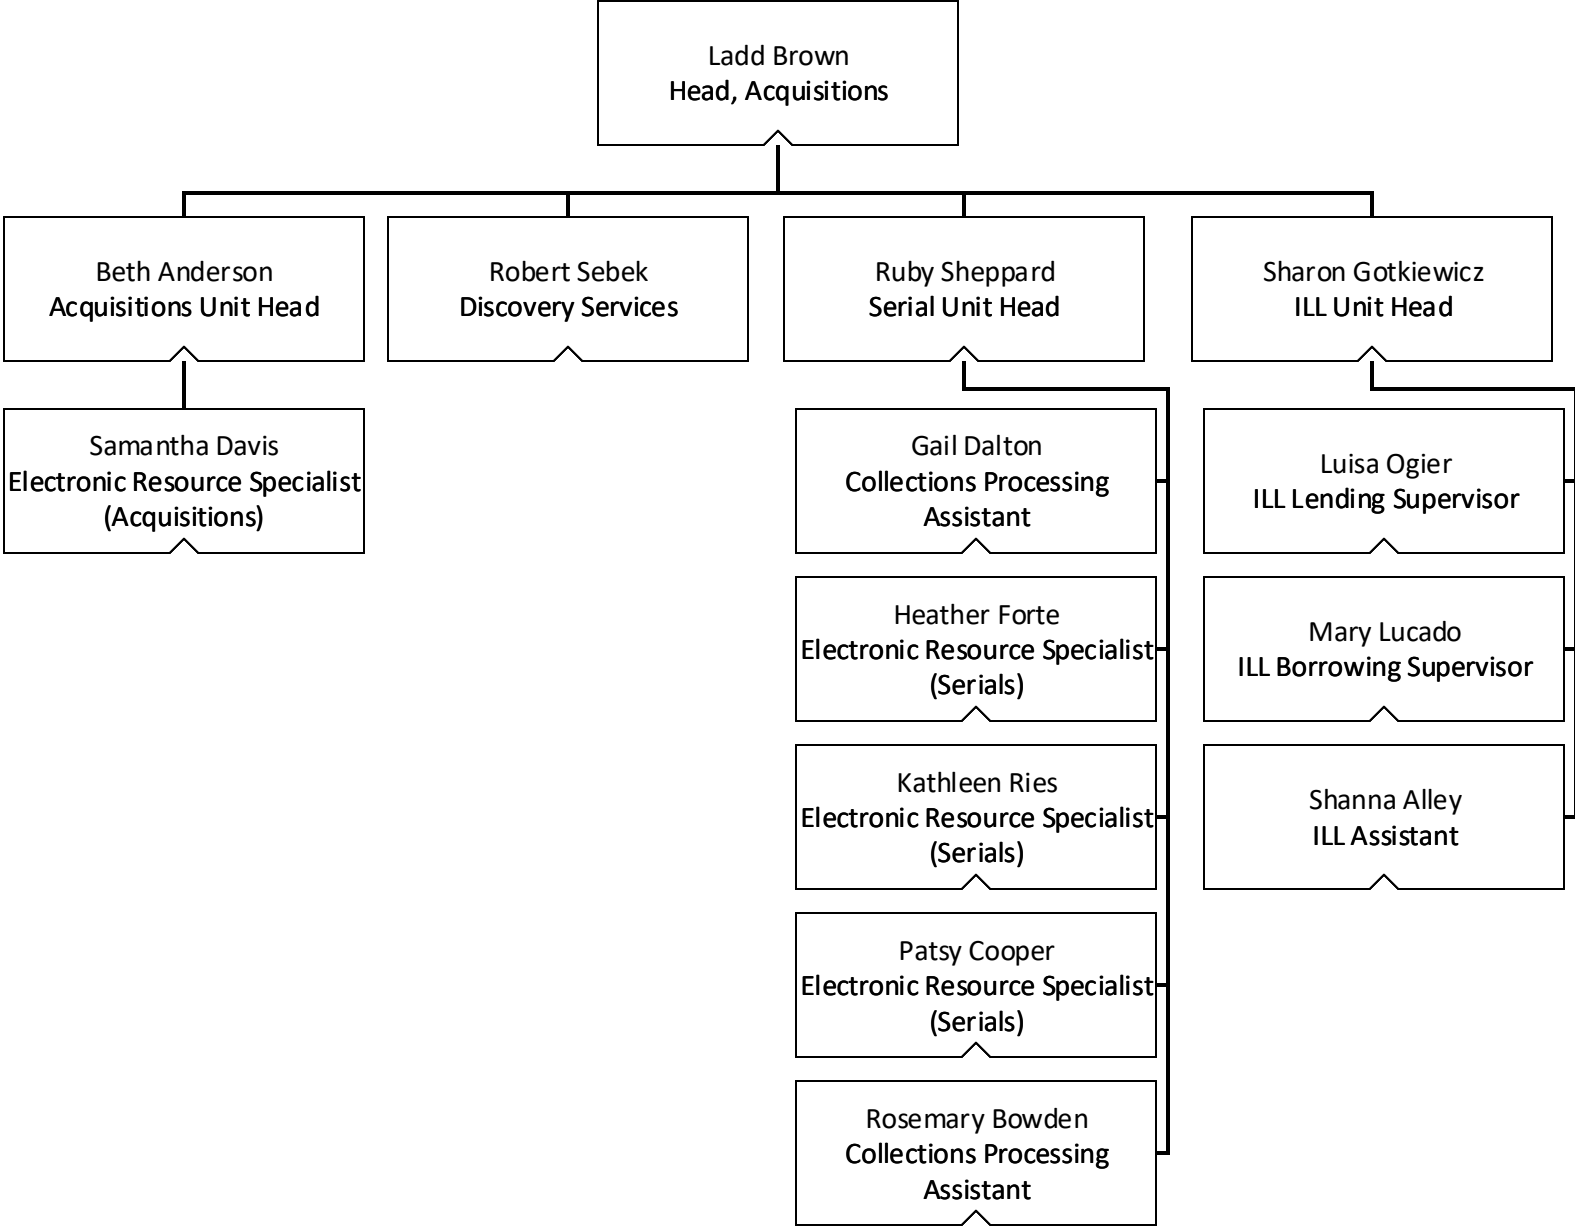 Ladd Brown
Head, Acquisitions
Beth Anderson
Acquisitions Unit Head
Robert Sebek
Discovery Services
Ruby Sheppard
Serial Unit Head
Sharon Gotkiewicz
ILL Unit Head
Samantha Davis
Electronic Resource Specialist
(Acquisitions)
Gail Dalton
Collections Processing
Assistant
Heather Forte
Electronic Resource Specialist
(Serials)
Kathleen Ries
Electronic Resource Specialist
(Serials)
Patsy Cooper
Electronic Resource Specialist
(Serials)
Rosemary Bowden
Collections Processing
Assistant
Luisa Ogier
ILL Lending Supervisor
Mary Lucado
ILL Borrowing Supervisor
Shanna Alley
ILL Assistant